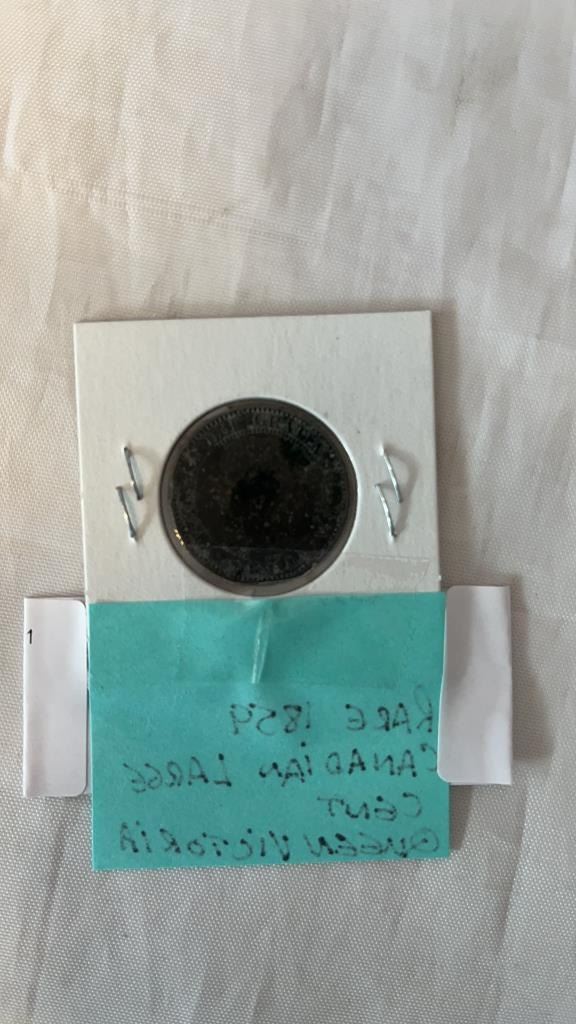 1
RARE 1859
CANADIAN LARGE
CENT
QUEEN VICTORIA